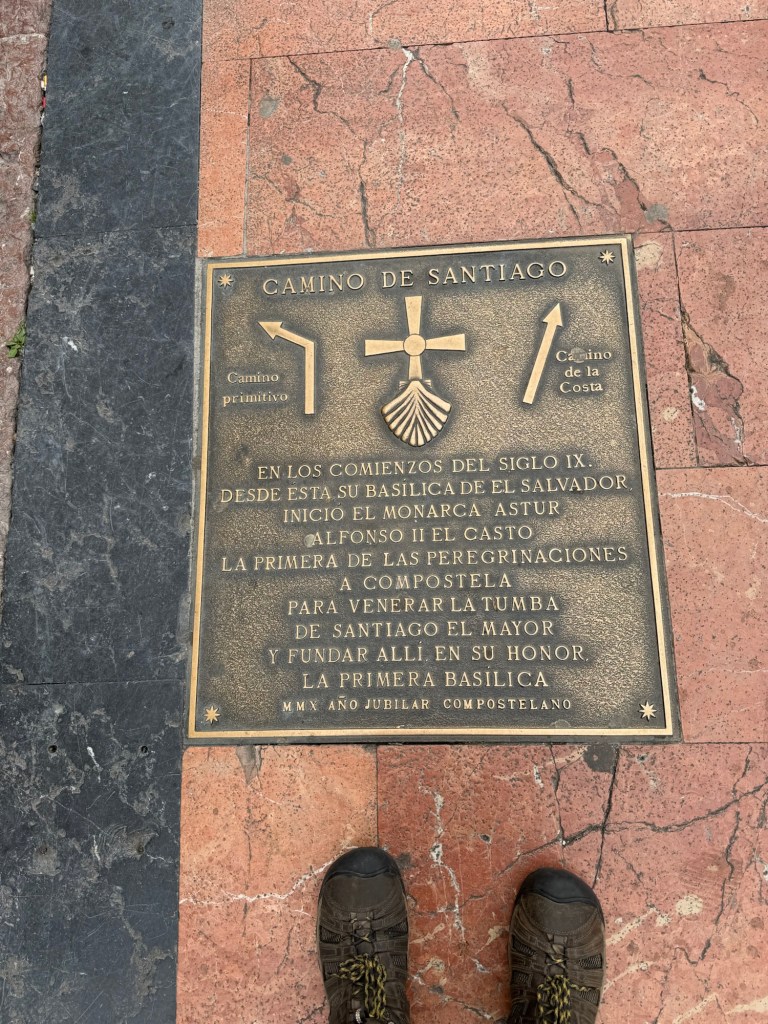 CAMINO DE SANTIAGO
Camino
primitivo
Camino
de la
Costa
EN LOS COMIENZOS DEL SIGLO IX.
DESDE ESTA SU BASÍLICA DE EL SALVADOR
INICIÓ EL MONARCA ASTUR
ALFONSO II EL CASTO
LA PRIMERA DE LAS PEREGRINACIONES
A COMPOSTELA
PARA VENERAR LA TUMBA
DE SANTIAGO EL MAYOR
Y FUNDAR ALLÍ, EN SU HONOR,
LA PRIMERA BASÍLICA
MMX AÑO JUBILAR COMPOSTELANO